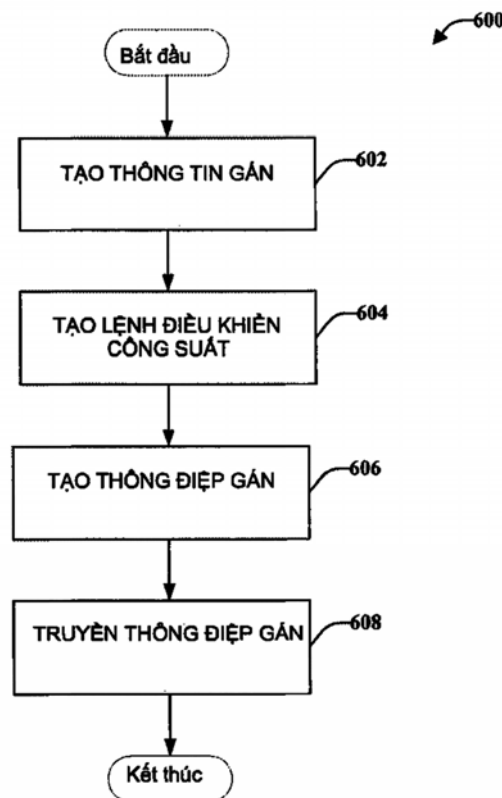 600
Bắt đầu
TẠO THÔNG TIN GÁN
602
TẠO LỆNH ĐIỀU KHIỂN
CÔNG SUẤT
604
TẠO THÔNG ĐIỆP GÁN
606
TRUYỀN THÔNG ĐIỆP GÁN
608
Kết thúc